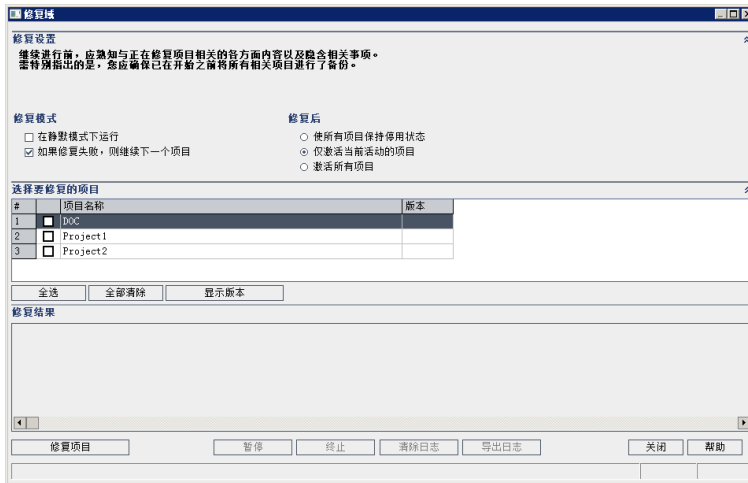 修复域
修复设置
继续进行前，应熟知与正在修复项目相关的各方面内容以及隐含相关事项。
需特别指出的是，您应确保已在开始之前将所有相关项目进行了备份。
修复模式
修复后
在静默模式下运行
使所有项目保持停用状态
如果修复失败，则继续下一个项目
仅激活当前活动的项目
激活所有项目
选择要修复的项目
# 项目名称 版本
1 DOC
2 Project1
3 Project2
全选 全部清除 显示版本
修复结果
修复项目 暂停 终止 清除日志 导出日志 关闭 帮助